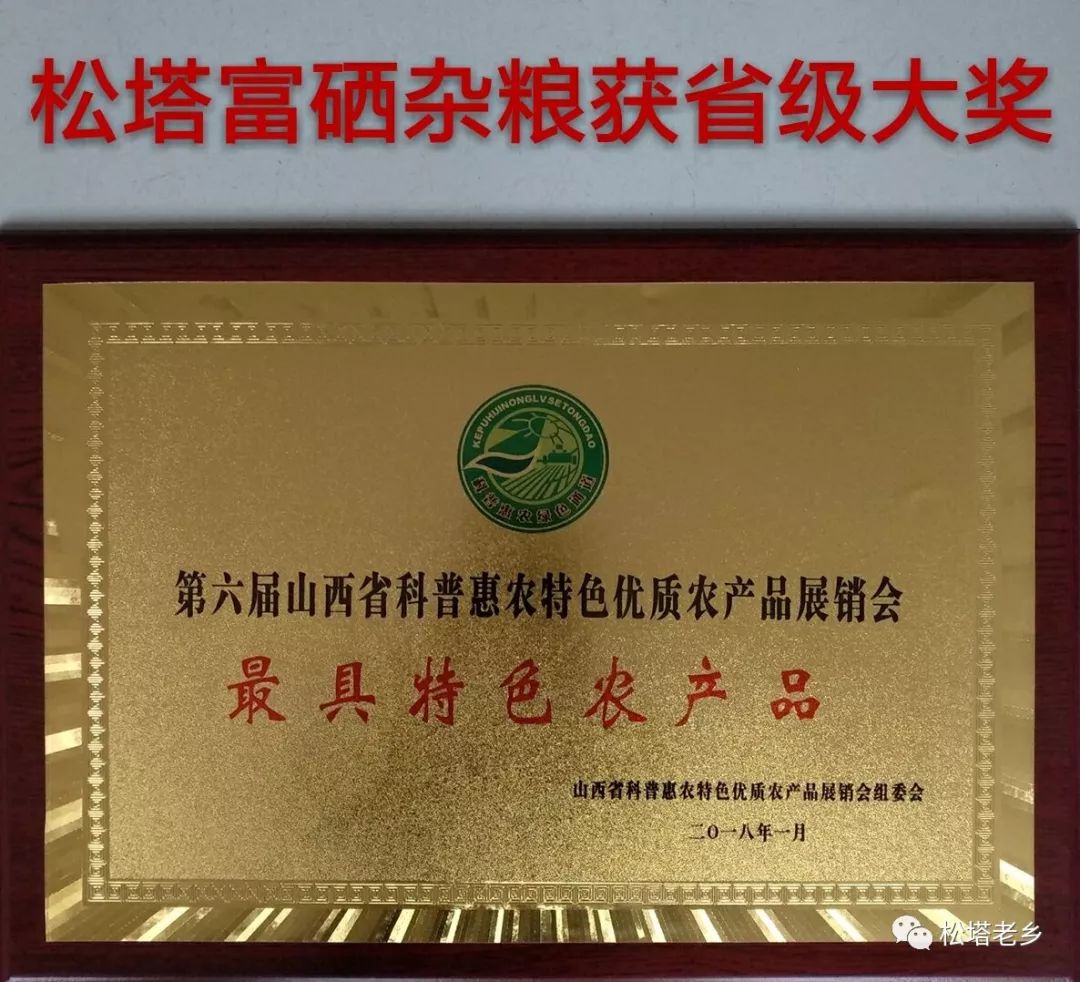 松塔富硒杂粮获省级大奖
KEPUHUINONGLVSETONGDAO
科普惠农绿色通道
第六届山西省科普惠农特色优质农产品展销会
最具特色农产品
山西省科普惠农特色优质农产品展销会组委会
二〇一八年一月
松塔老乡